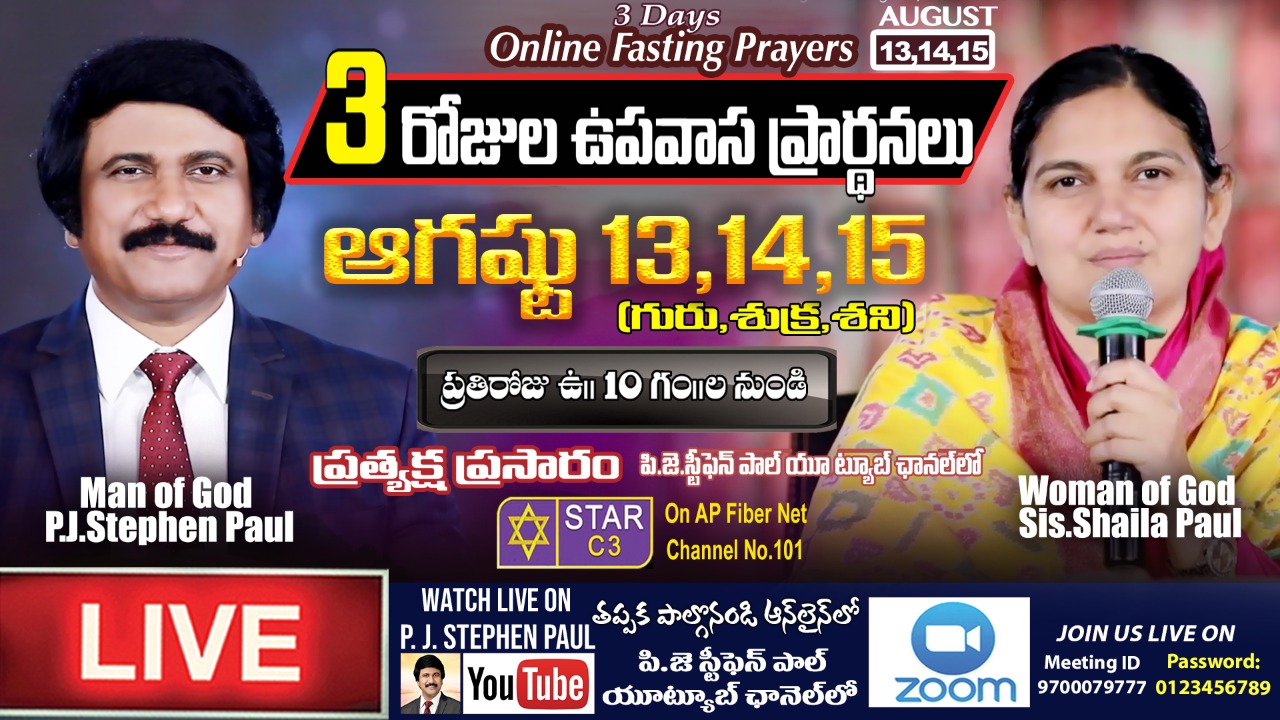 3 Days
Online Fasting Prayers
AUGUST
13,14,15
3 రోజుల ఉపవాస ప్రార్థనలు
ఆగష్టు 13,14,15
(గురు,శుక్ర,శని)
ప్రతిరోజు ఉ॥ 10 గం॥ల నుండి
ప్రత్యక్ష ప్రసారం పి.జె.స్టీఫెన్ పాల్ యూ ట్యూబ్ ఛానల్‌లో
Man of God
P.J.Stephen Paul
STAR
C3
On AP Fiber Net
Channel No.101
Woman of God
Sis.Shaila Paul
LIVE
WATCH LIVE ON
P. J. STEPHEN PAUL
YouTube
తప్పక పాల్గొనండి ఆన్‌లైన్‌లో
పి.జె స్టీఫెన్ పాల్
యూట్యూబ్ ఛానెల్‌లో
zoom
JOIN US LIVE ON
Meeting ID Password:
9700079777 0123456789